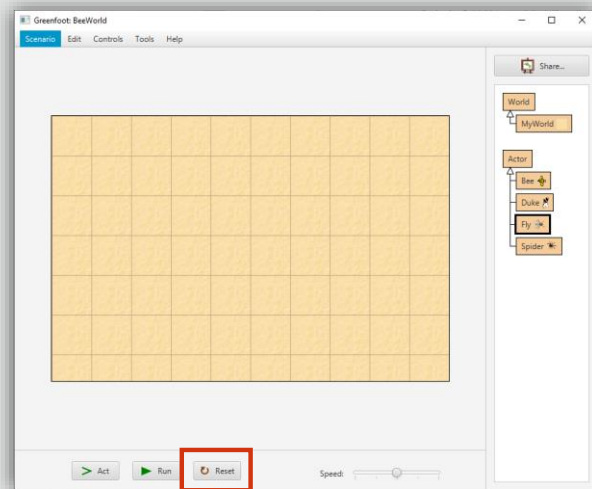 Greenfoot: BeeWorld
Scenario Edit Controls Tools Help
Share...
World
MyWorld
Actor
Bee
Duke
Fly
Spider
Act Run Reset Speed: